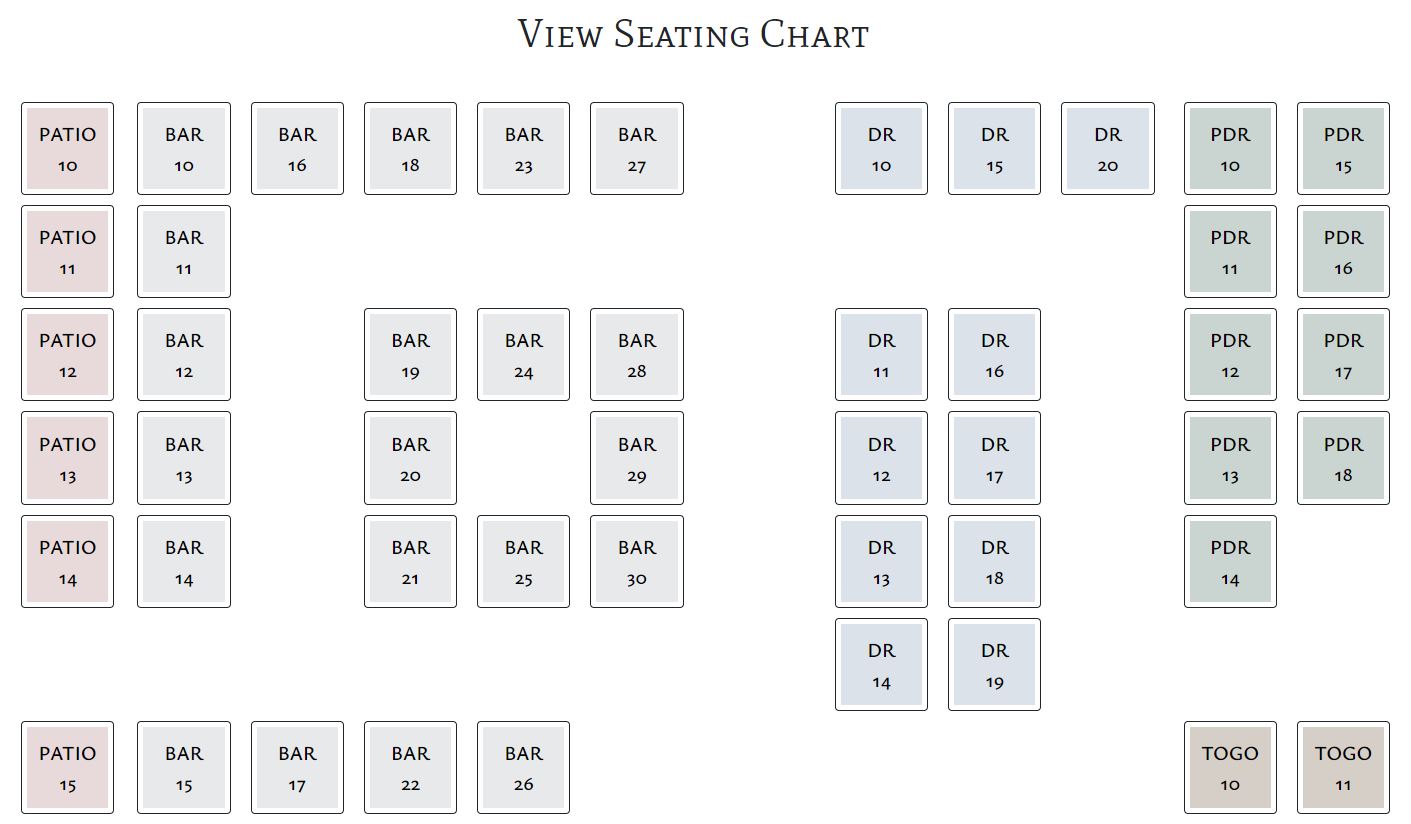 View Seating Chart
PATIO 10 BAR 10 BAR 16 BAR 18 BAR 23 BAR 27 DR 10 DR 15 DR 20 PDR 10 PDR 15
PATIO 11 BAR 11 PDR 11 PDR 16
PATIO 12 BAR 12 BAR 19 BAR 24 BAR 28 DR 11 DR 16 PDR 12 PDR 17
PATIO 13 BAR 13 BAR 20 BAR 29 DR 12 DR 17 PDR 13 PDR 18
PATIO 14 BAR 14 BAR 21 BAR 25 BAR 30 DR 13 DR 18 PDR 14
DR 14 DR 19
PATIO 15 BAR 15 BAR 17 BAR 22 BAR 26 TOGO 10 TOGO 11